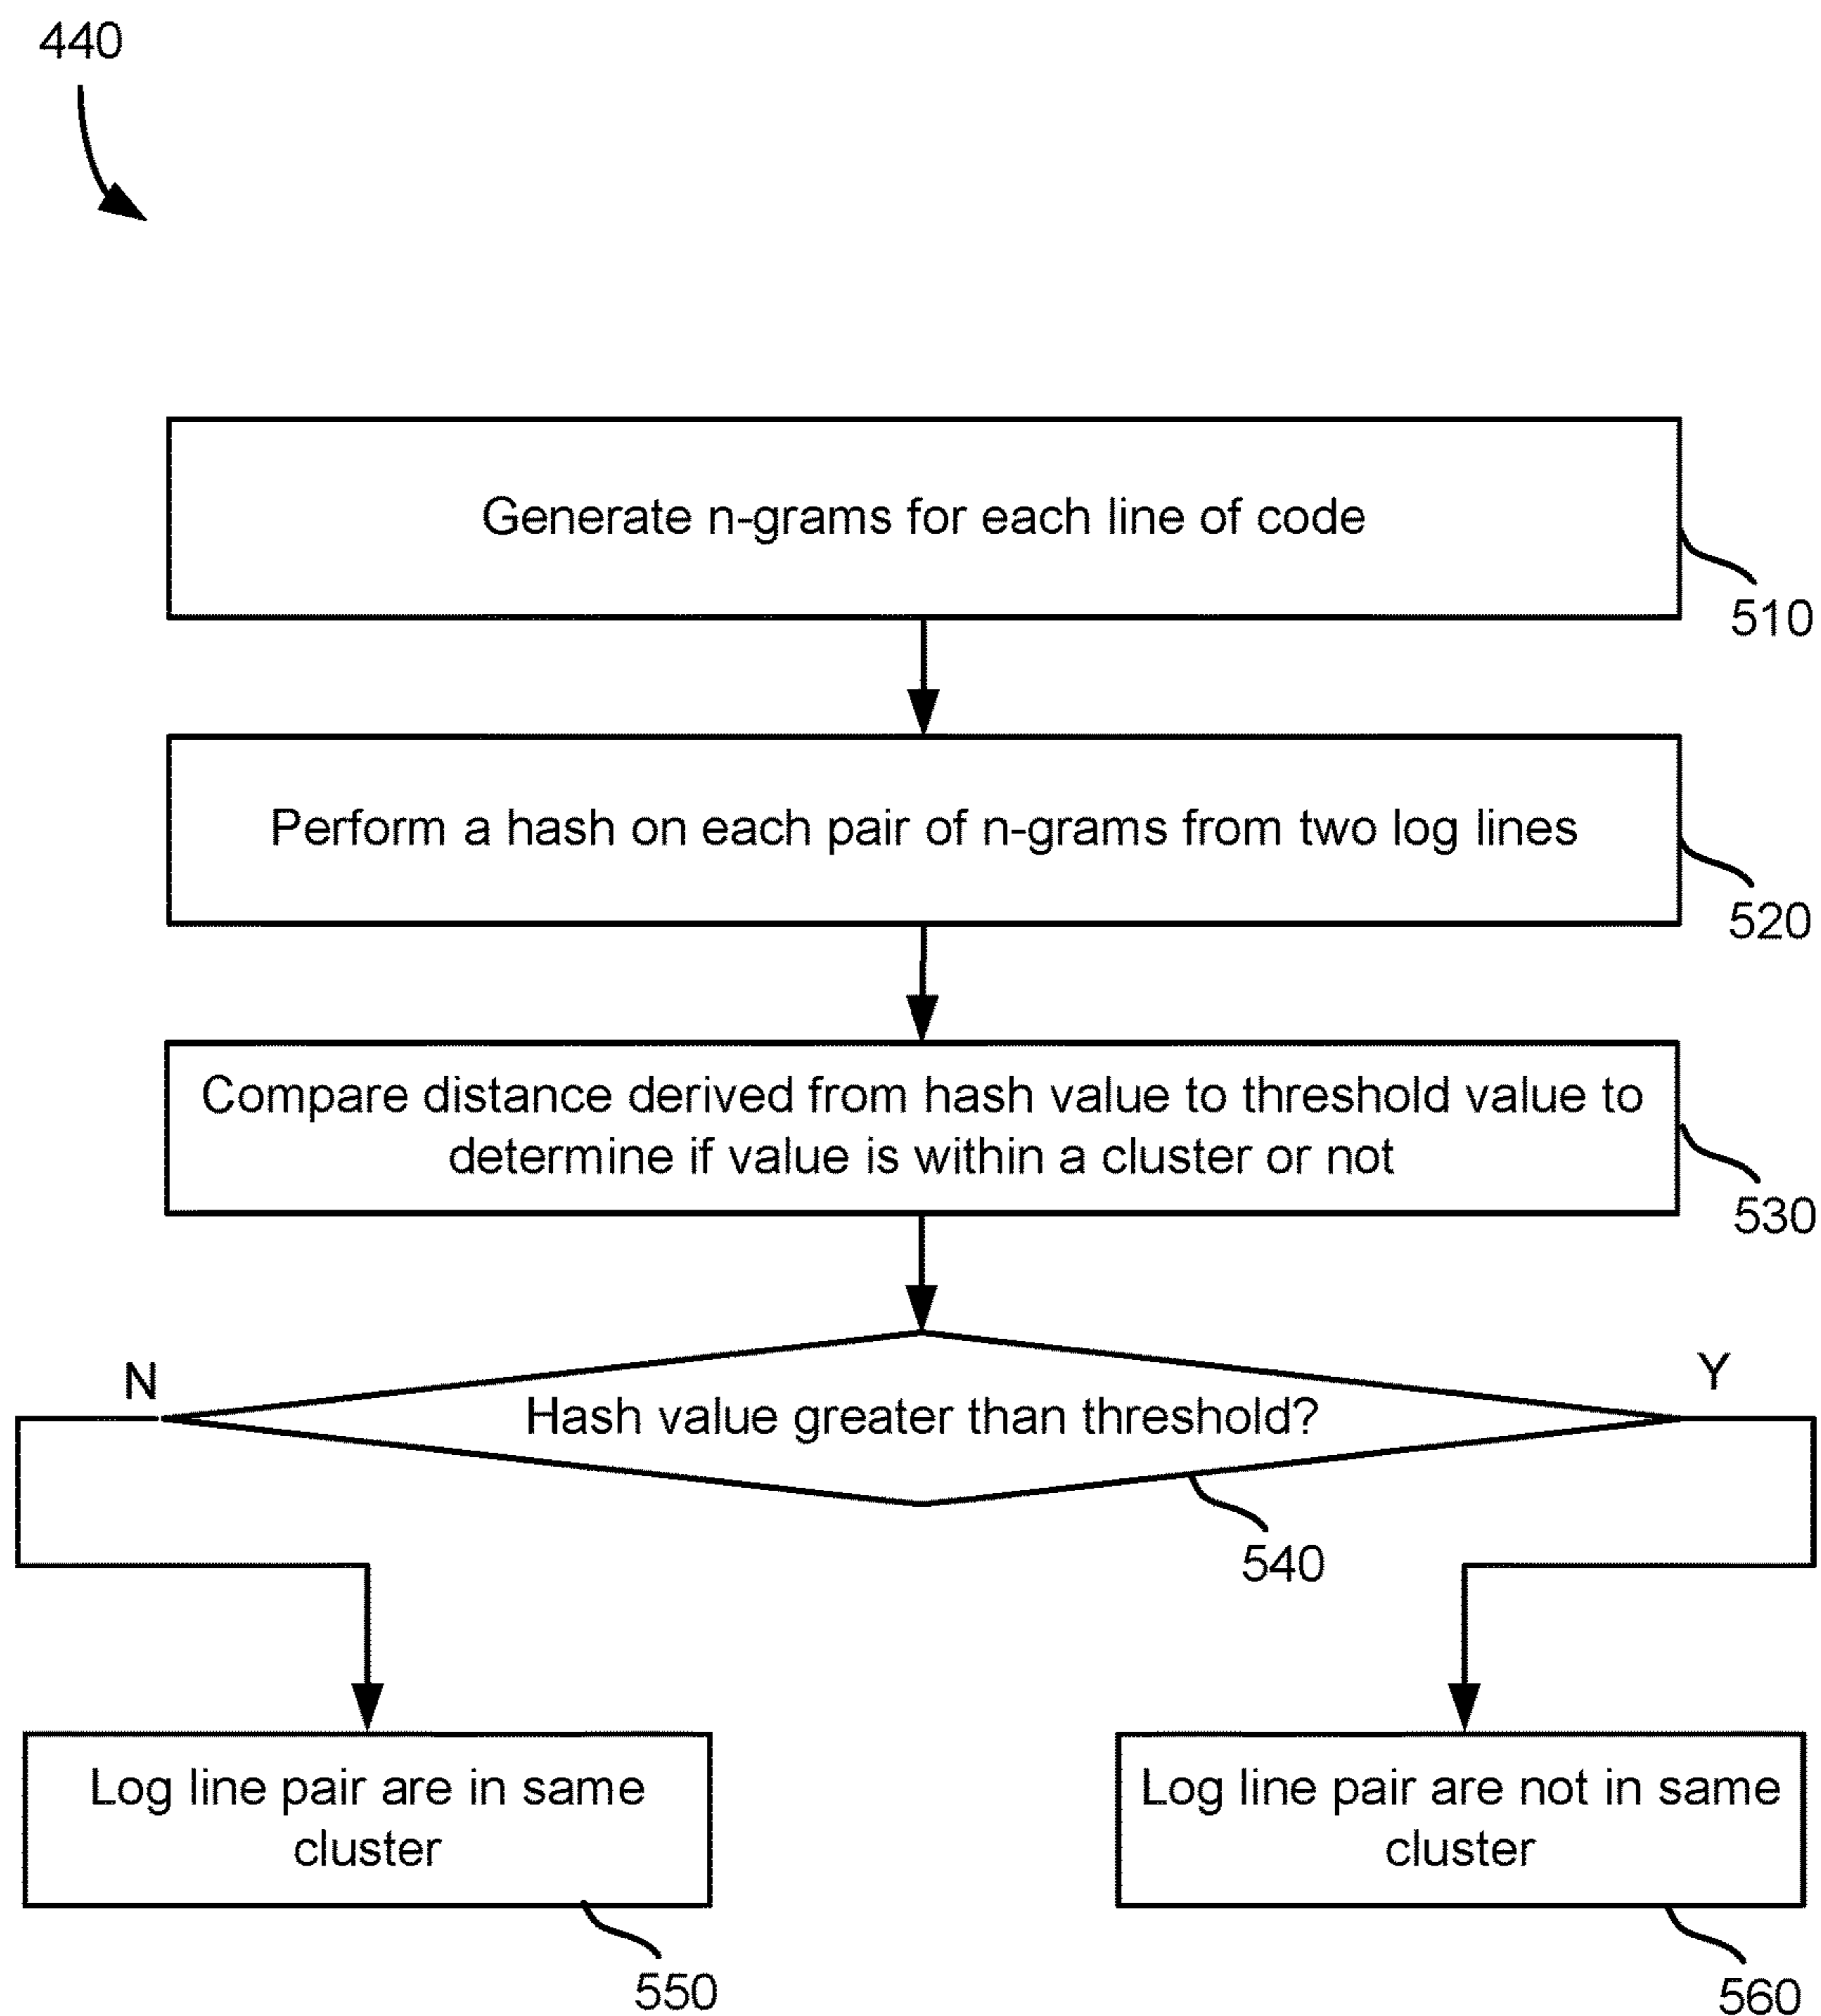 440
Generate n-grams for each line of code
510
Perform a hash on each pair of n-grams from two log lines
520
Compare distance derived from hash value to threshold value to
determine if value is within a cluster or not
530
N
Y
Hash value greater than threshold?
540
Log line pair are in same
cluster
550
Log line pair are not in same
cluster
560